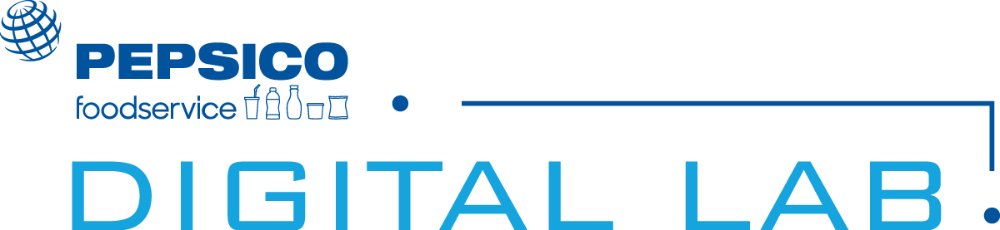 PEPSICO
foodservice
DIGITAL LAB